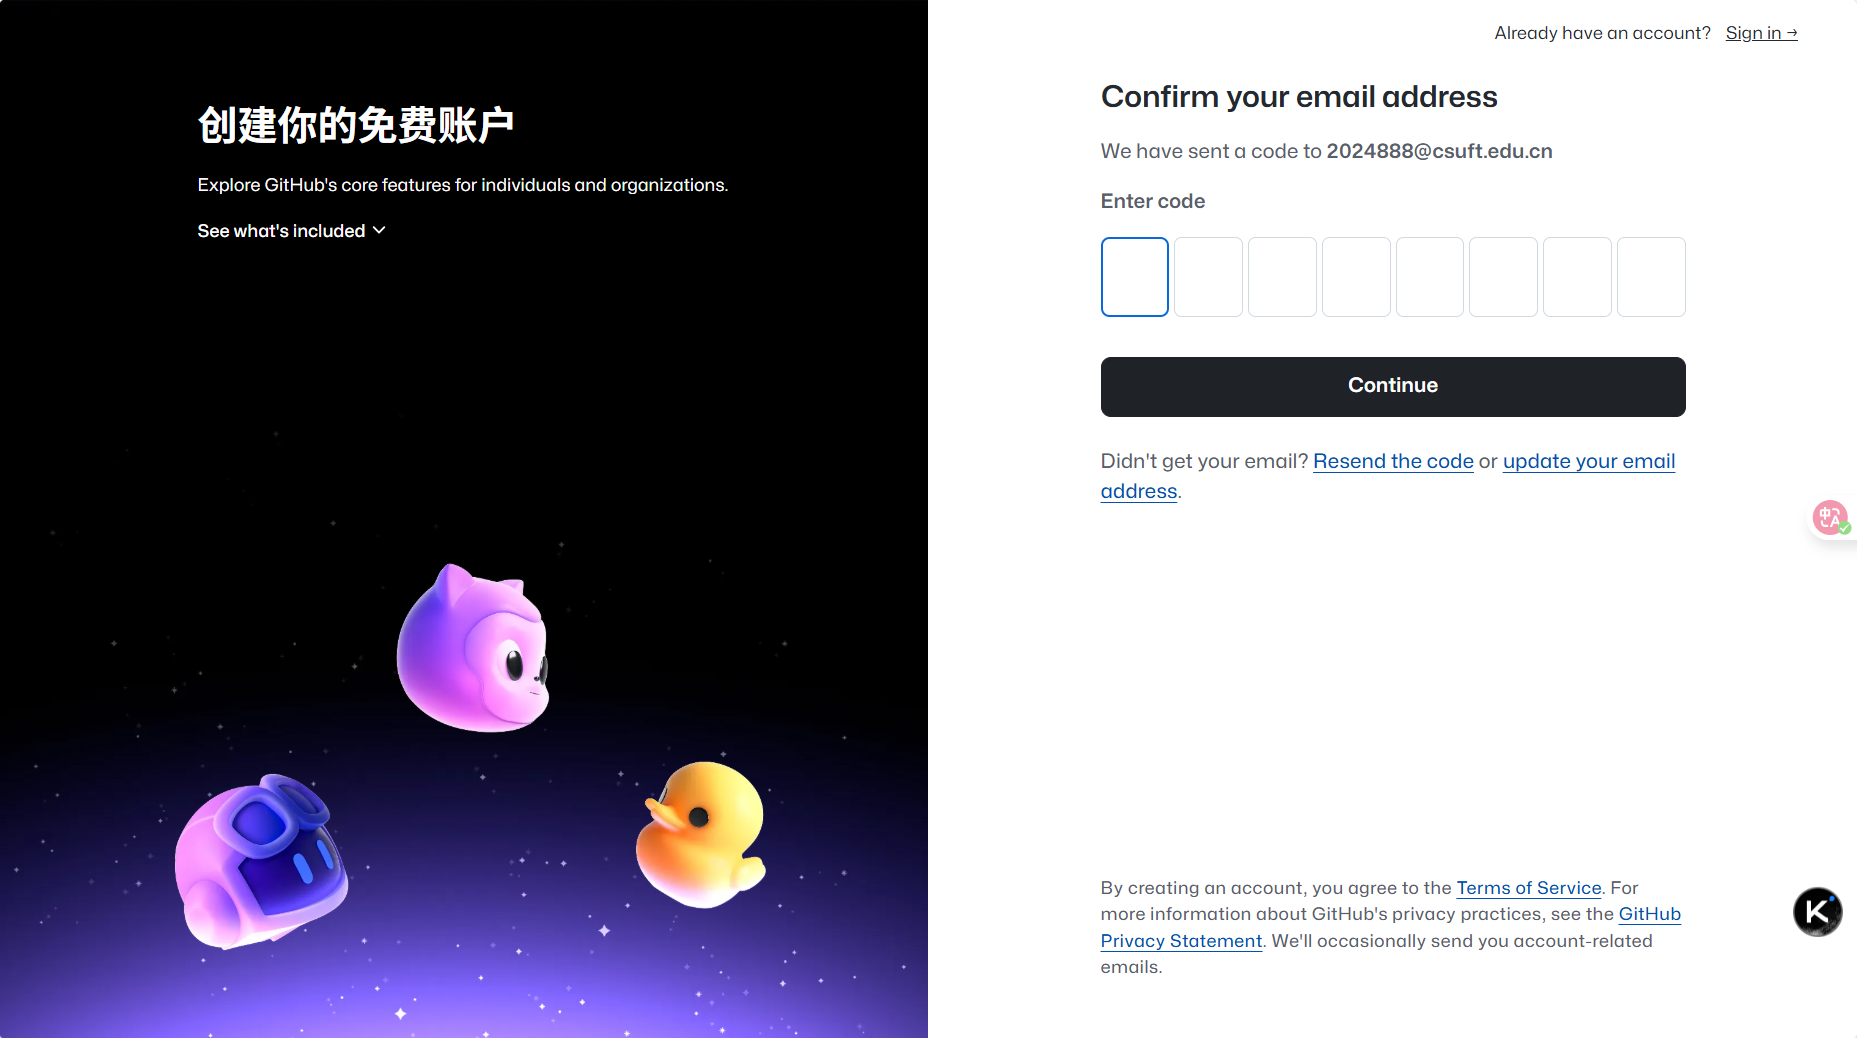 创建你的免费账户
Explore GitHub's core features for individuals and organizations.
See what's included
Already have an account? Sign in →
Confirm your email address
We have sent a code to 2024888@csuft.edu.cn
Enter code
Continue
Didn't get your email? Resend the code or update your email
address.
中A
K
By creating an account, you agree to the Terms of Service. For
more information about GitHub's privacy practices, see the GitHub
Privacy Statement. We'll occasionally send you account-related
emails.